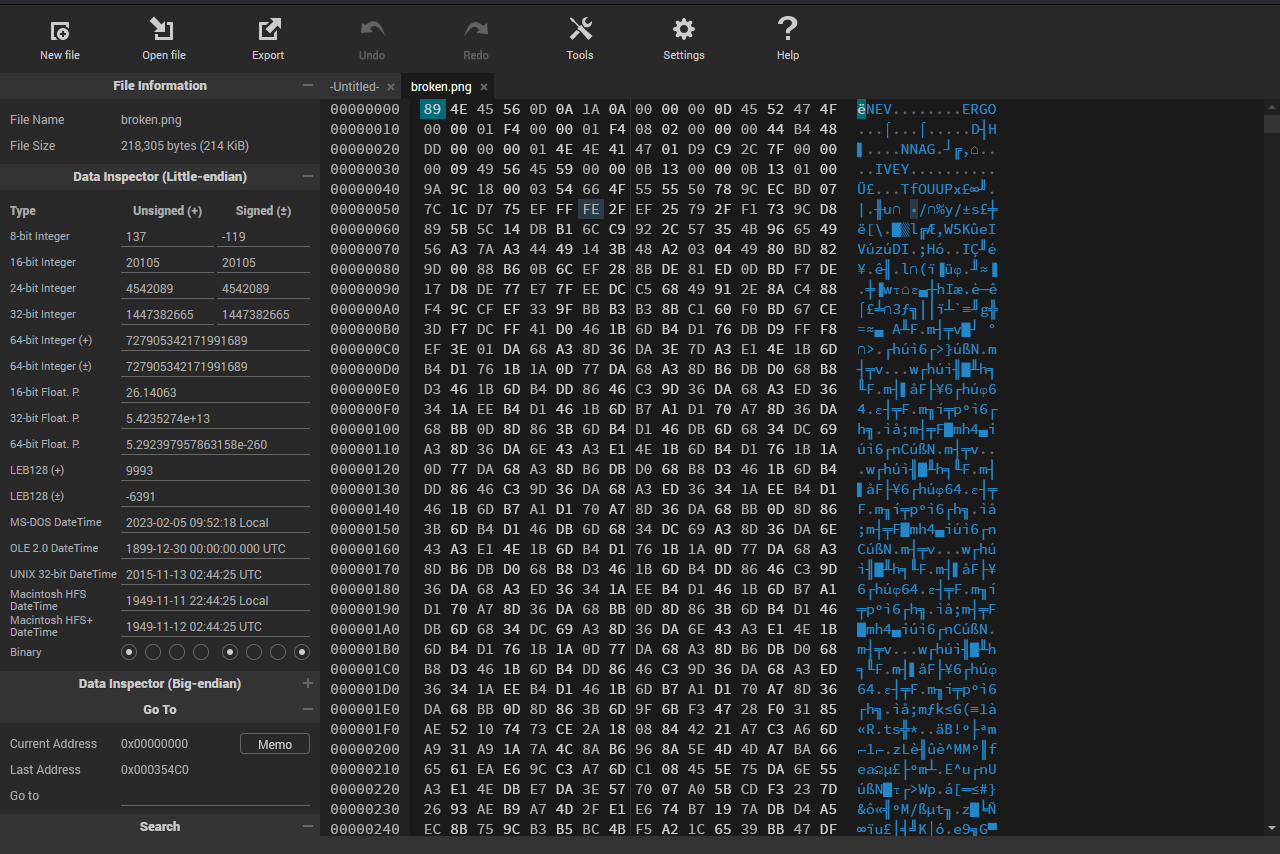 New file
Open file
Export
Undo
Redo
Tools
Settings
Help
File Information
File Name broken.png
File Size 218,305 bytes (214 KiB)
Data Inspector (Little-endian)
Type Unsigned (+) Signed (±)
8-bit Integer 137 -119
16-bit Integer 20105 20105
24-bit Integer 4542089 4542089
32-bit Integer 1447382665 1447382665
64-bit Integer (+) 727905342171991689
64-bit Integer (±) 727905342171991689
16-bit Float. P. 26.14063
32-bit Float. P. 5.4235274e+13
64-bit Float. P. 5.292397957863158e-260
LEB128 (+) 9993
LEB128 (±) -6391
MS-DOS DateTime 2023-02-05 09:52:18 Local
OLE 2.0 DateTime 1899-12-30 00:00:00.000 UTC
UNIX 32-bit DateTime 2015-11-13 02:44:25 UTC
Macintosh HFS DateTime 1949-11-11 22:44:25 Local
Macintosh HFS+ DateTime 1949-11-12 02:44:25 UTC
Binary
Data Inspector (Big-endian)
Go To
Current Address 0x00000000 Memo
Last Address 0x000354C0
Go to
Search
-Untitled- × broken.png ×
00000000 89 4E 45 56 0D 0A 1A 0A 00 00 00 0D 45 52 47 4F ëNEV........ERGO
00000010 00 00 01 F4 00 00 01 F4 08 02 00 00 00 44 B4 48
00000020 DD 00 00 00 01 4E 4E 41 47 01 D9 C9 2C 7F 00 00
00000030 00 09 49 56 45 59 00 00 0B 13 00 00 0B 13 01 00 ..IVEY..........
00000040 9A 9C 18 00 03 54 66 4F 55 55 50 78 9C EC BD 07
00000050 7C 1C D7 75 EF FF FE 2F EF 25 79 2F F1 73 9C D8
00000060 89 5B 5C 14 DB B1 6C C9 92 2C 57 35 4B 96 65 49
00000070 56 A3 7A A3 44 49 14 3B 48 A2 03 04 49 80 BD 82
00000080 9D 00 88 B6 0B 6C EF 28 8B DE 81 ED 0D BD F7 DE
00000090 17 D8 DE 77 E7 7F EE DC C5 68 49 91 2E 8A C4 88
000000A0 F4 9C CF EF 33 9F BB B3 B3 8B C1 60 F0 BD 67 CE
000000B0 3D F7 DC FF 41 D0 46 1B 6D B4 D1 76 DB D9 FF F8
000000C0 EF 3E 01 DA 68 A3 8D 36 DA 3E 7D A3 E1 4E 1B 6D
000000D0 B4 D1 76 1B 1A 0D 77 DA 68 A3 8D B6 DB D0 68 B8
000000E0 D3 46 1B 6D B4 DD 86 46 C3 9D 36 DA 68 A3 ED 36
000000F0 34 1A EE B4 D1 46 1B 6D B7 A1 D1 70 A7 8D 36 DA
00000100 68 BB 0D 8D 86 3B 6D B4 D1 46 DB 6D 68 34 DC 69
00000110 A3 8D 36 DA 6E 43 A3 E1 4E 1B 6D B4 D1 76 1B 1A
00000120 0D 77 DA 68 A3 8D B6 DB D0 68 B8 D3 46 1B 6D B4
00000130 DD 86 46 C3 9D 36 DA 68 A3 ED 36 34 1A EE B4 D1
00000140 46 1B 6D B7 A1 D1 70 A7 8D 36 DA 68 BB 0D 8D 86
00000150 3B 6D B4 D1 46 DB 6D 68 34 DC 69 A3 8D 36 DA 6E
00000160 43 A3 E1 4E 1B 6D B4 D1 76 1B 1A 0D 77 DA 68 A3
00000170 8D B6 DB D0 68 B8 D3 46 1B 6D B4 DD 86 46 C3 9D
00000180 36 DA 68 A3 ED 36 34 1A EE B4 D1 46 1B 6D B7 A1
00000190 D1 70 A7 8D 36 DA 68 BB 0D 8D 86 3B 6D B4 D1 46
000001A0 DB 6D 68 34 DC 69 A3 8D 36 DA 6E 43 A3 E1 4E 1B
000001B0 6D B4 D1 76 1B 1A 0D 77 DA 68 A3 8D B6 DB D0 68
000001C0 B8 D3 46 1B 6D B4 DD 86 46 C3 9D 36 DA 68 A3 ED
000001D0 36 34 1A EE B4 D1 46 1B 6D B7 A1 D1 70 A7 8D 36
000001E0 DA 68 BB 0D 8D 86 3B 6D 9F 6B F3 47 28 F0 31 85
000001F0 AE 52 10 74 73 CE 2A 18 08 84 42 21 A7 C3 A6 6D
00000200 A9 31 A9 1A 7A 4C 8A B6 96 8A 5E 4D 4D A7 BA 66
00000210 65 61 EA E6 9C C3 A7 6D C1 08 45 5E 75 DA 6E 55
00000220 A3 E1 4E DB E7 DA 3E 57 70 07 A0 5B CD F3 23 7D
00000230 26 93 AE B9 A7 4D 2F E1 E6 74 B7 19 7A DB D4 A5
00000240 EC 8B 75 9C B3 B5 BC 4B F5 A2 1C 65 39 BB 47 DF